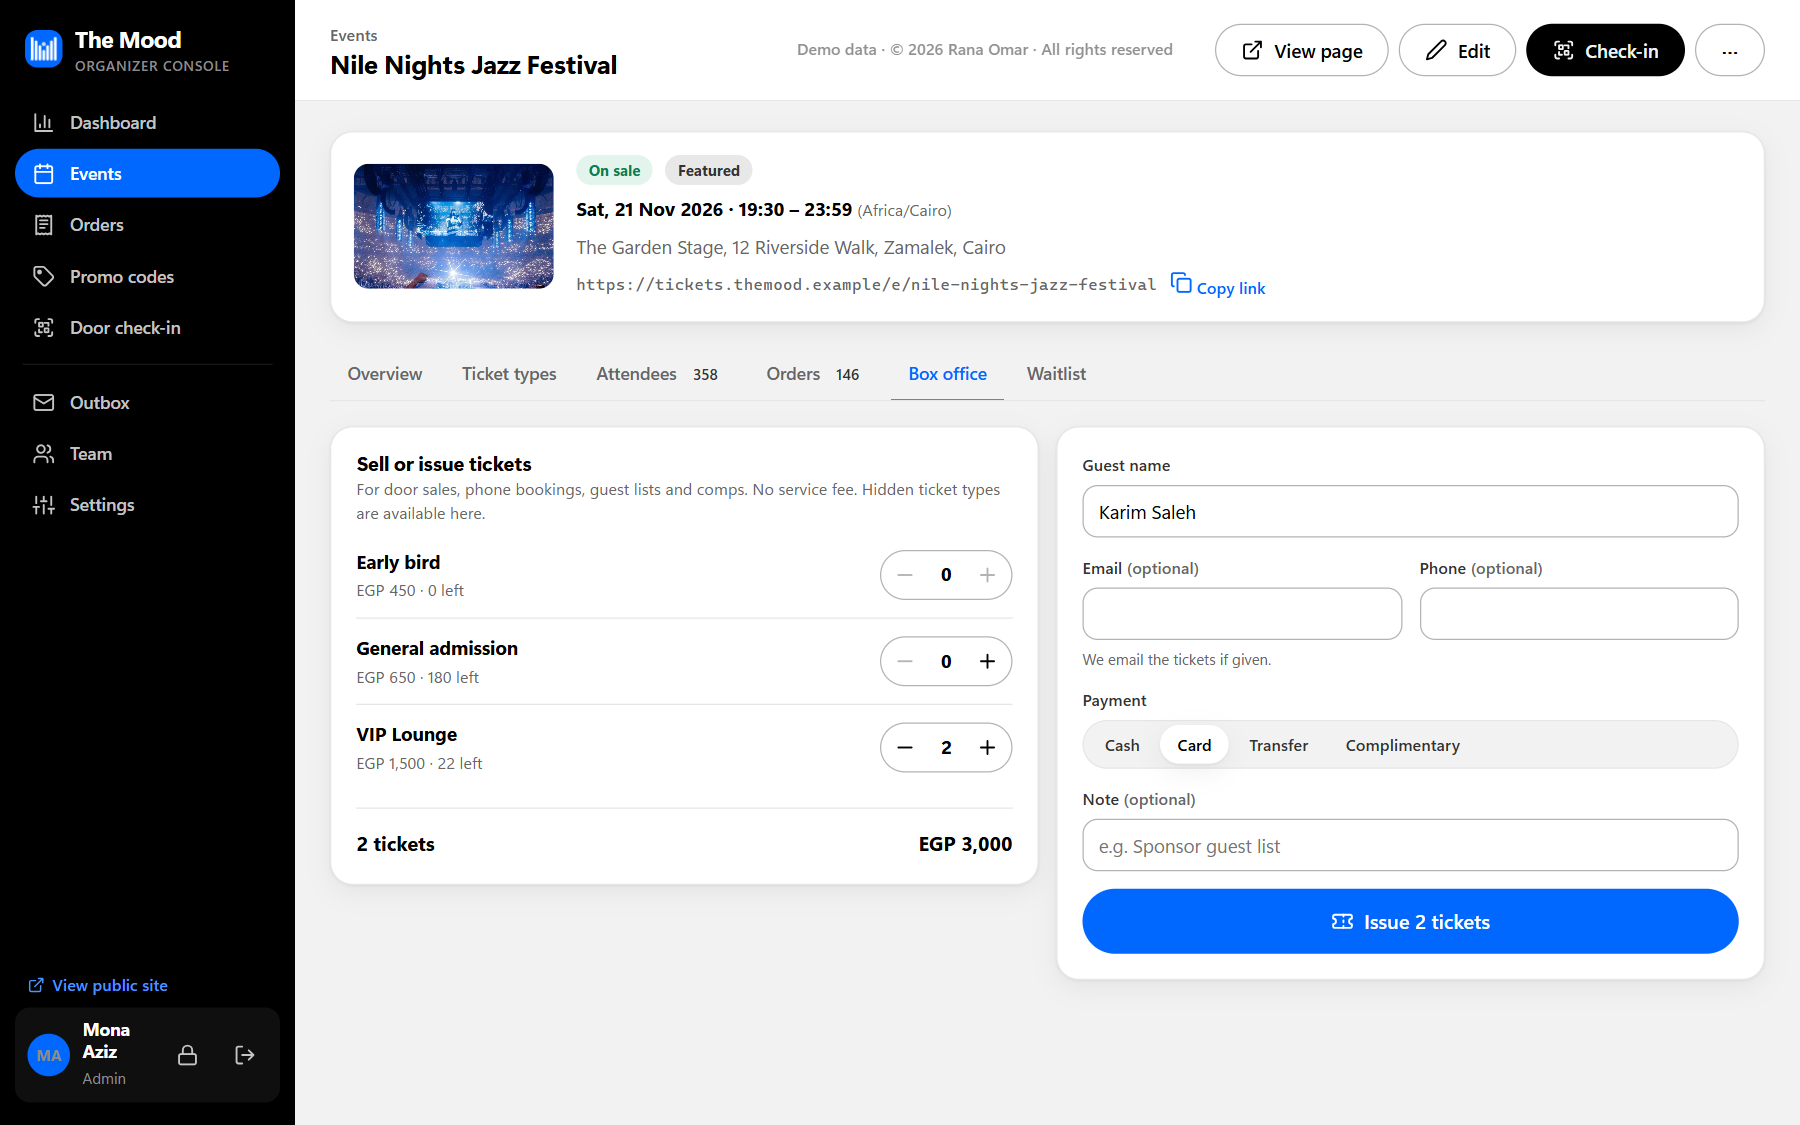 The Mood
ORGANIZER CONSOLE
Dashboard
Events
Orders
Promo codes
Door check-in
Outbox
Team
Settings
View public site
MA
Mona Aziz
Admin
Events
Nile Nights Jazz Festival
Demo data · © 2026 Rana Omar · All rights reserved
View page
Edit
Check-in
...
On sale
Featured
Sat, 21 Nov 2026 · 19:30 – 23:59 (Africa/Cairo)
The Garden Stage, 12 Riverside Walk, Zamalek, Cairo
https://tickets.themood.example/e/nile-nights-jazz-festival
Copy link
Overview
Ticket types
Attendees 358
Orders 146
Box office
Waitlist
Sell or issue tickets
For door sales, phone bookings, guest lists and comps. No service fee. Hidden ticket types
are available here.
Early bird
EGP 450 · 0 left
0
General admission
EGP 650 · 180 left
0
VIP Lounge
EGP 1,500 · 22 left
2
2 tickets
EGP 3,000
Guest name
Karim Saleh
Email (optional)
Phone (optional)
We email the tickets if given.
Payment
Cash
Card
Transfer
Complimentary
Note (optional)
e.g. Sponsor guest list
Issue 2 tickets